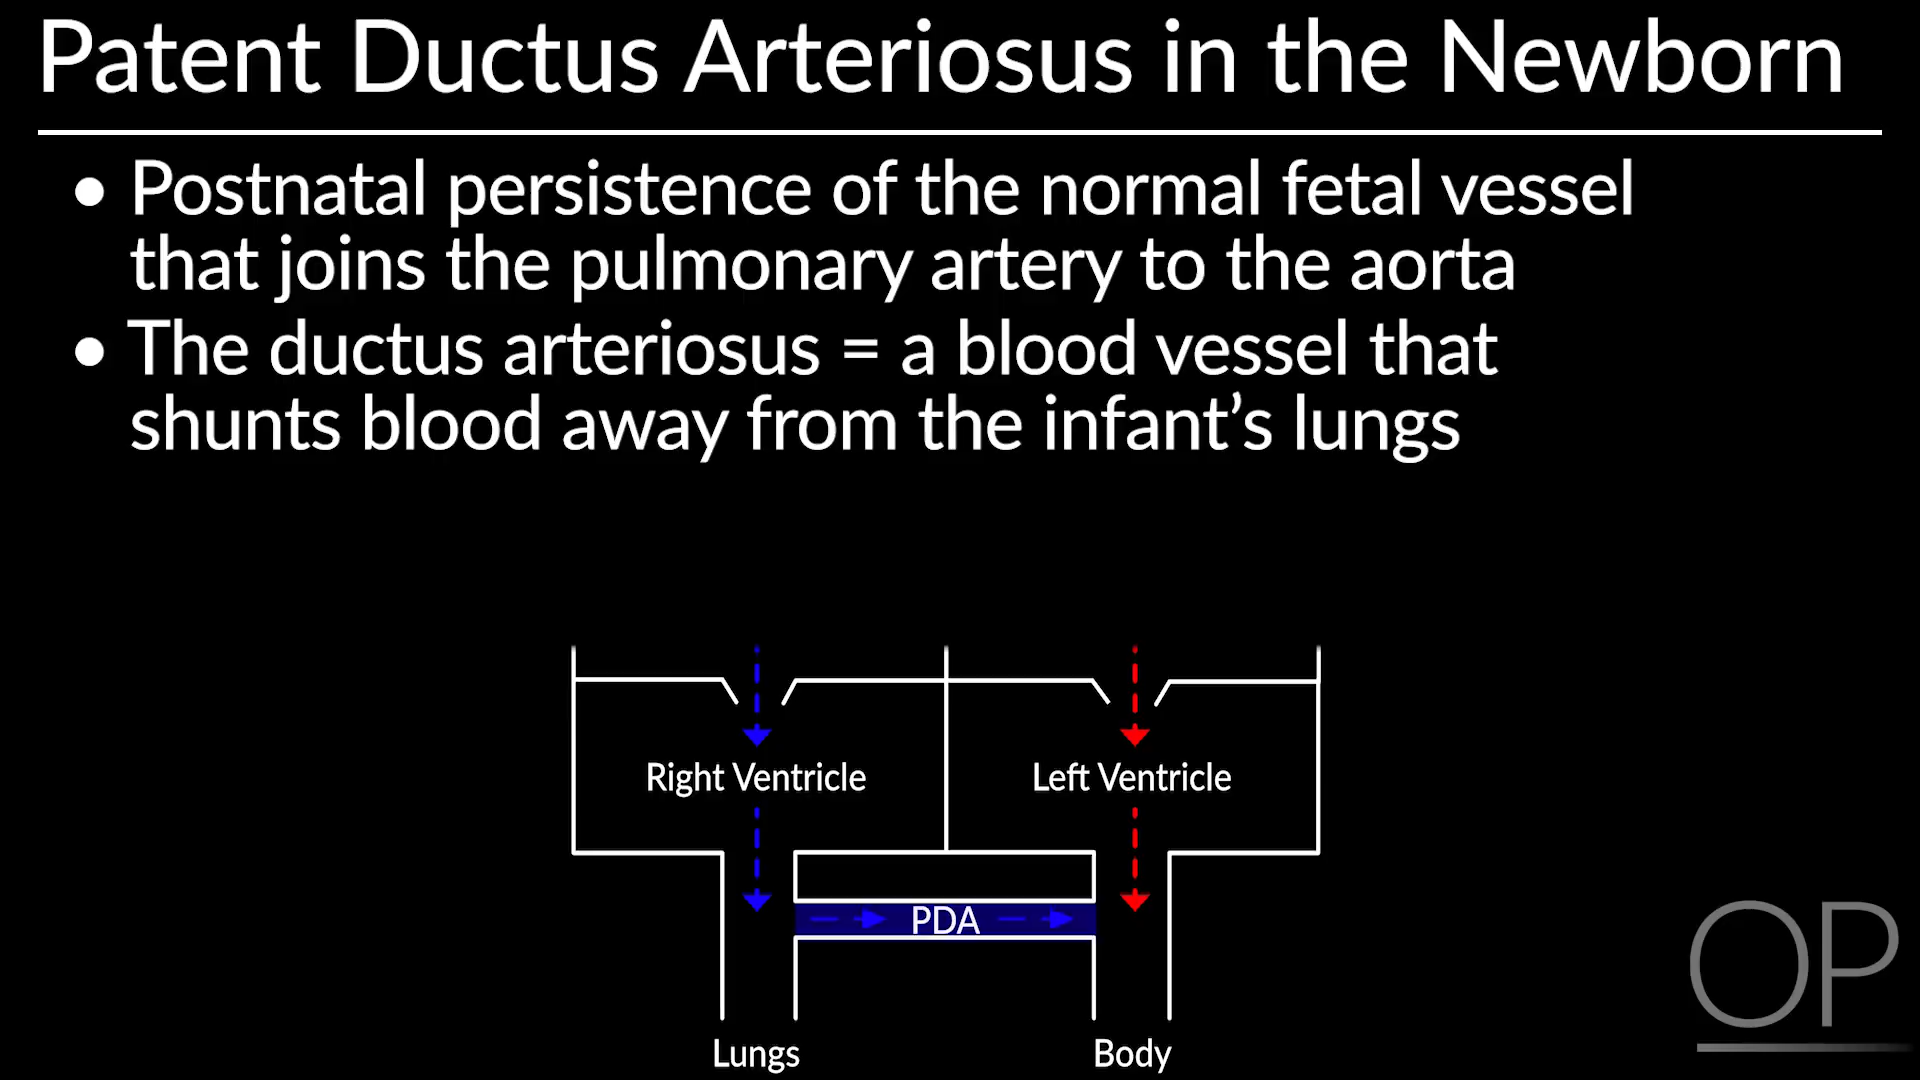 Patent Ductus Arteriosus in the Newborn
• Postnatal persistence of the normal fetal vessel
that joins the pulmonary artery to the aorta
• The ductus arteriosus = a blood vessel that
shunts blood away from the infant’s lungs
Right Ventricle
Left Ventricle
PDA
Lungs
Body
OP